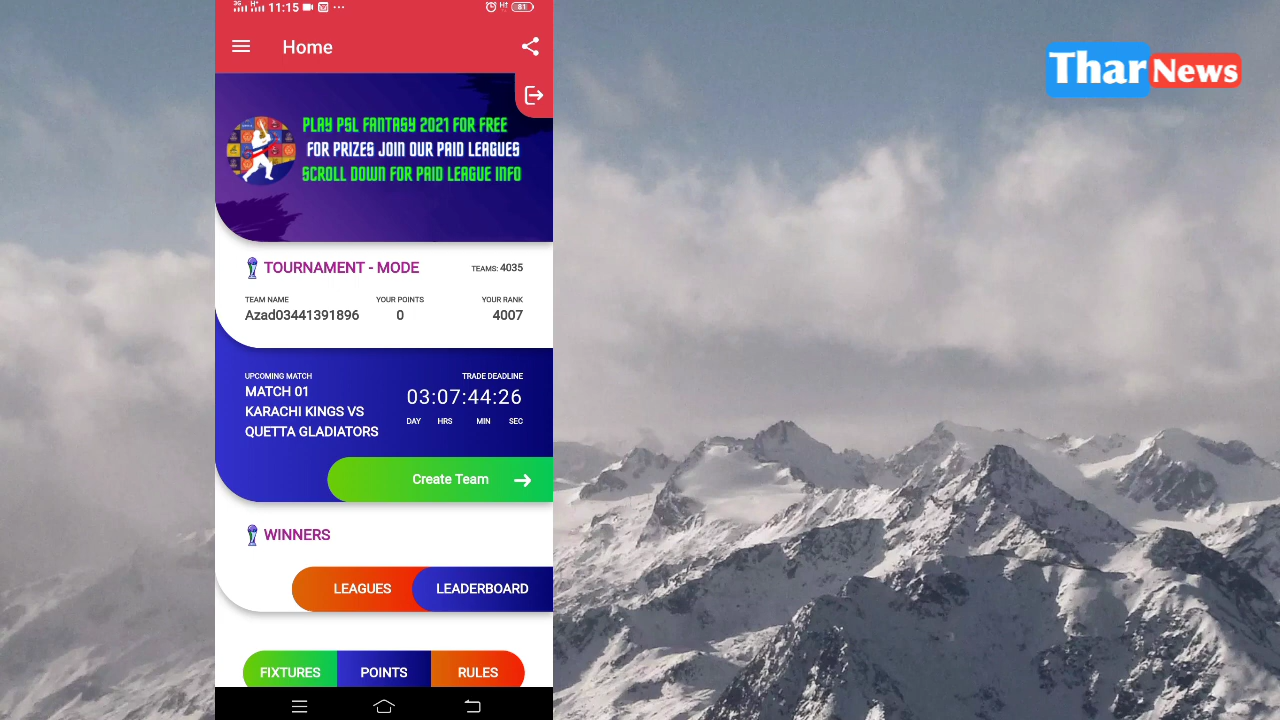 3G H+ 11:15 81
Home
Thar News
PLAY PSL FANTASY 2021 FOR FREE
FOR PRIZES JOIN OUR PAID LEAGUES
SCROLL DOWN FOR PAID LEAGUE INFO
TOURNAMENT - MODE
TEAMS: 4035
TEAM NAME YOUR POINTS YOUR RANK
Azad03441391896 0 4007
UPCOMING MATCH TRADE DEADLINE
MATCH 01
03:07:44:26
KARACHI KINGS VS
DAY HRS MIN SEC
QUETTA GLADIATORS
Create Team
WINNERS
LEAGUES LEADERBOARD
FIXTURES POINTS RULES